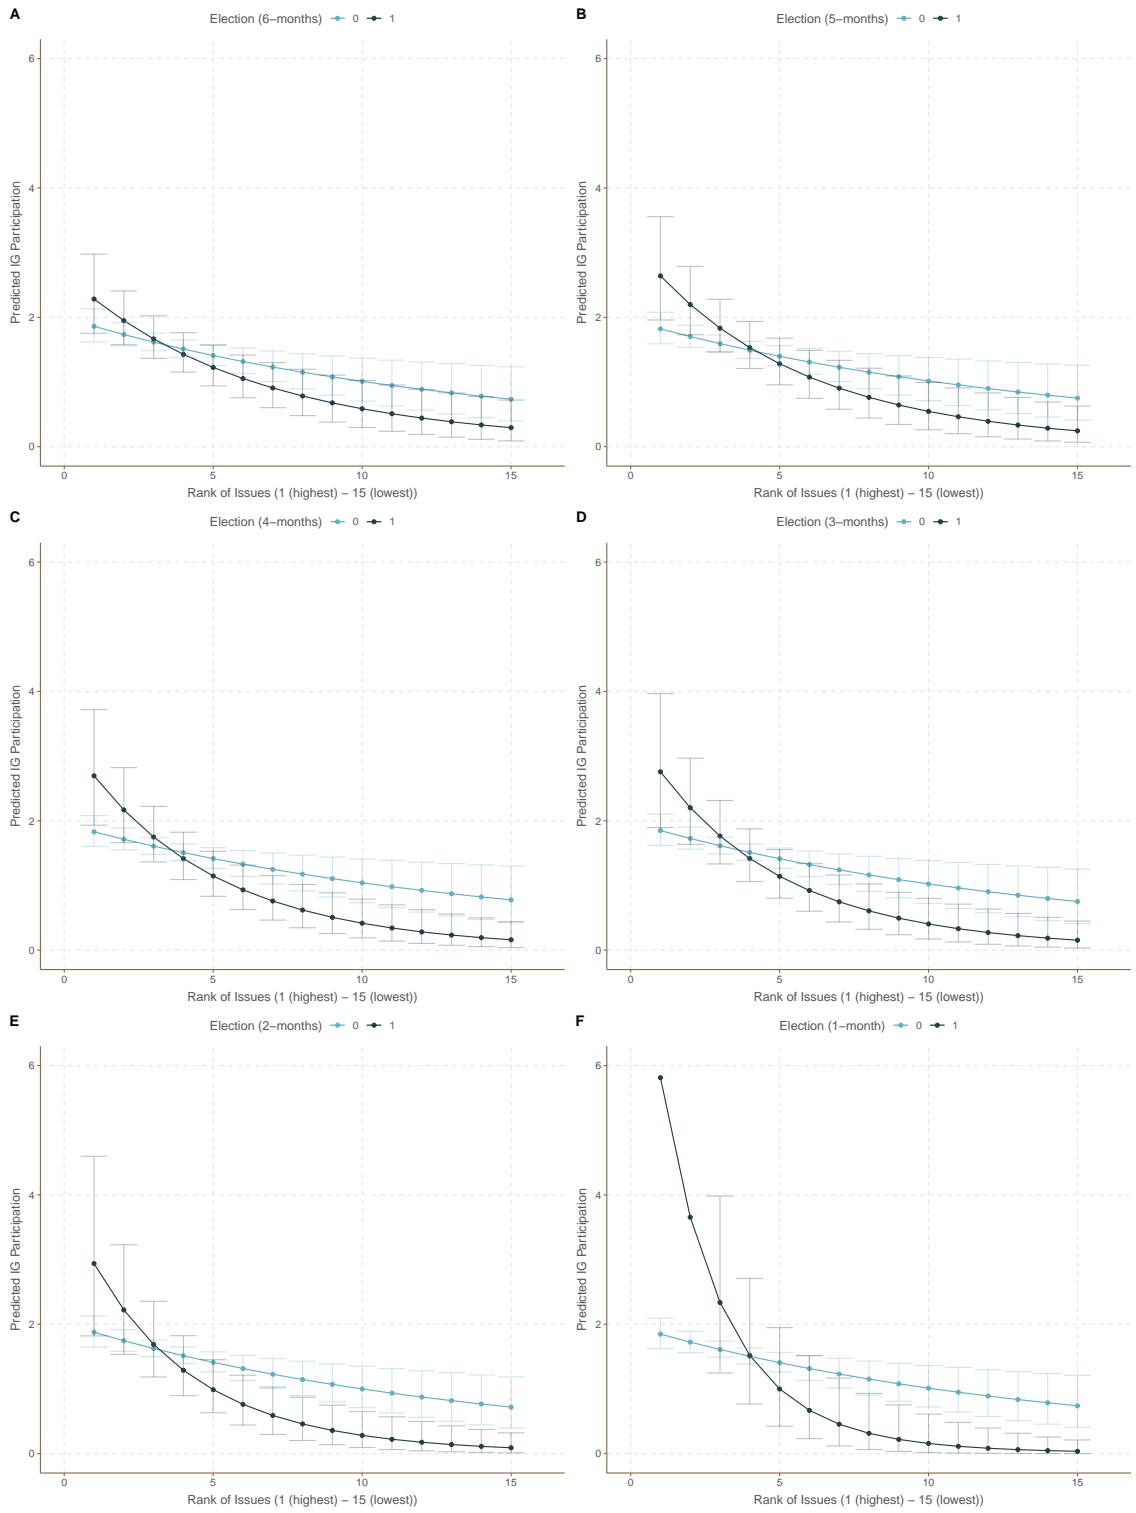 A
Election (6−months) 0 1
6
4
2
0
Predicted IG Participation
0 5 10 15
Rank of Issues (1 (highest) − 15 (lowest))
B
Election (5−months) 0 1
6
4
2
0
Predicted IG Participation
0 5 10 15
Rank of Issues (1 (highest) − 15 (lowest))
C
Election (4−months) 0 1
6
4
2
0
Predicted IG Participation
0 5 10 15
Rank of Issues (1 (highest) − 15 (lowest))
D
Election (3−months) 0 1
6
4
2
0
Predicted IG Participation
0 5 10 15
Rank of Issues (1 (highest) − 15 (lowest))
E
Election (2−months) 0 1
6
4
2
0
Predicted IG Participation
0 5 10 15
Rank of Issues (1 (highest) − 15 (lowest))
F
Election (1−month) 0 1
6
4
2
0
Predicted IG Participation
0 5 10 15
Rank of Issues (1 (highest) − 15 (lowest))